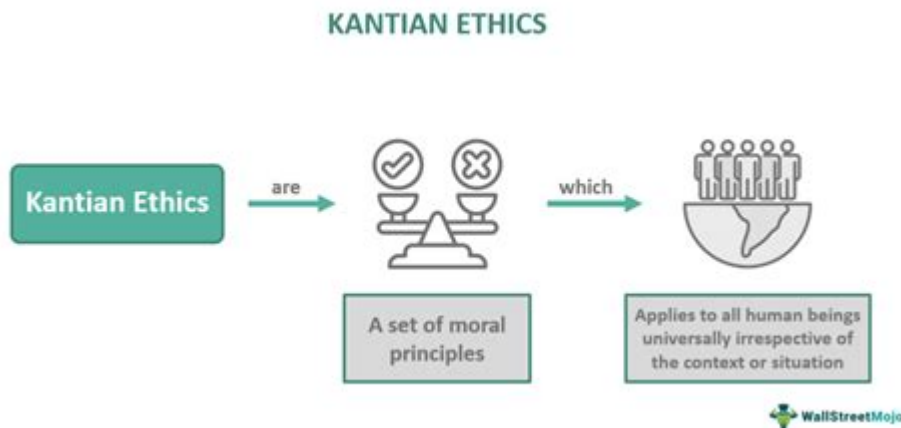 KANTIAN ETHICS
Kantian Ethics
are
which
A set of moral
principles
Applies to all human beings
universally irrespective of
the context or situation
WallStreetMojo